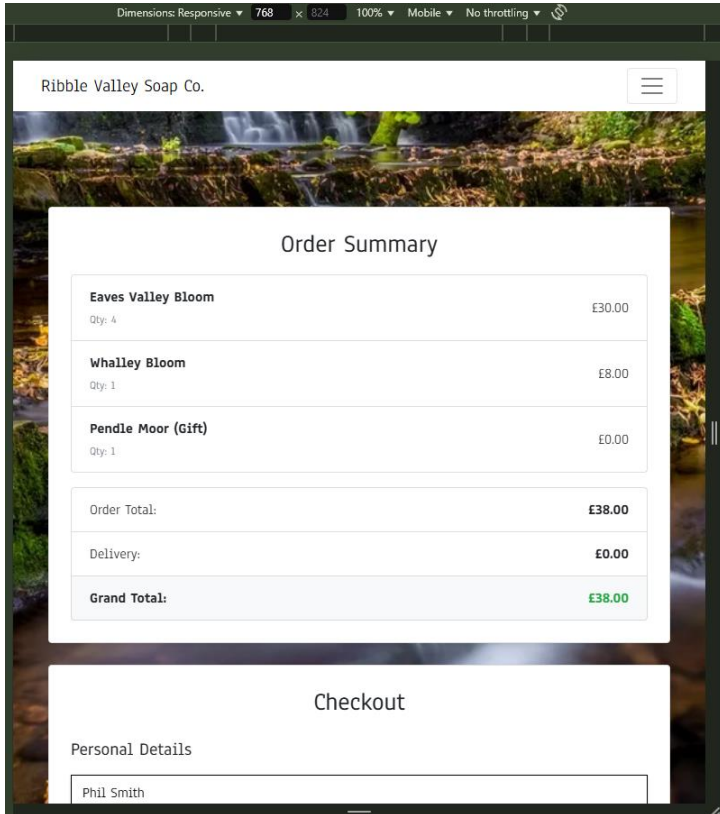 Dimensions: Responsive ▼ 768 × 824 100% ▼ Mobile ▼ No throttling ▼
Ribble Valley Soap Co.
Order Summary
Eaves Valley Bloom
Qty: 4
£30.00
Whalley Bloom
Qty: 1
£8.00
Pendle Moor (Gift)
Qty: 1
£0.00
Order Total: £38.00
Delivery: £0.00
Grand Total: £38.00
Checkout
Personal Details
Phil Smith